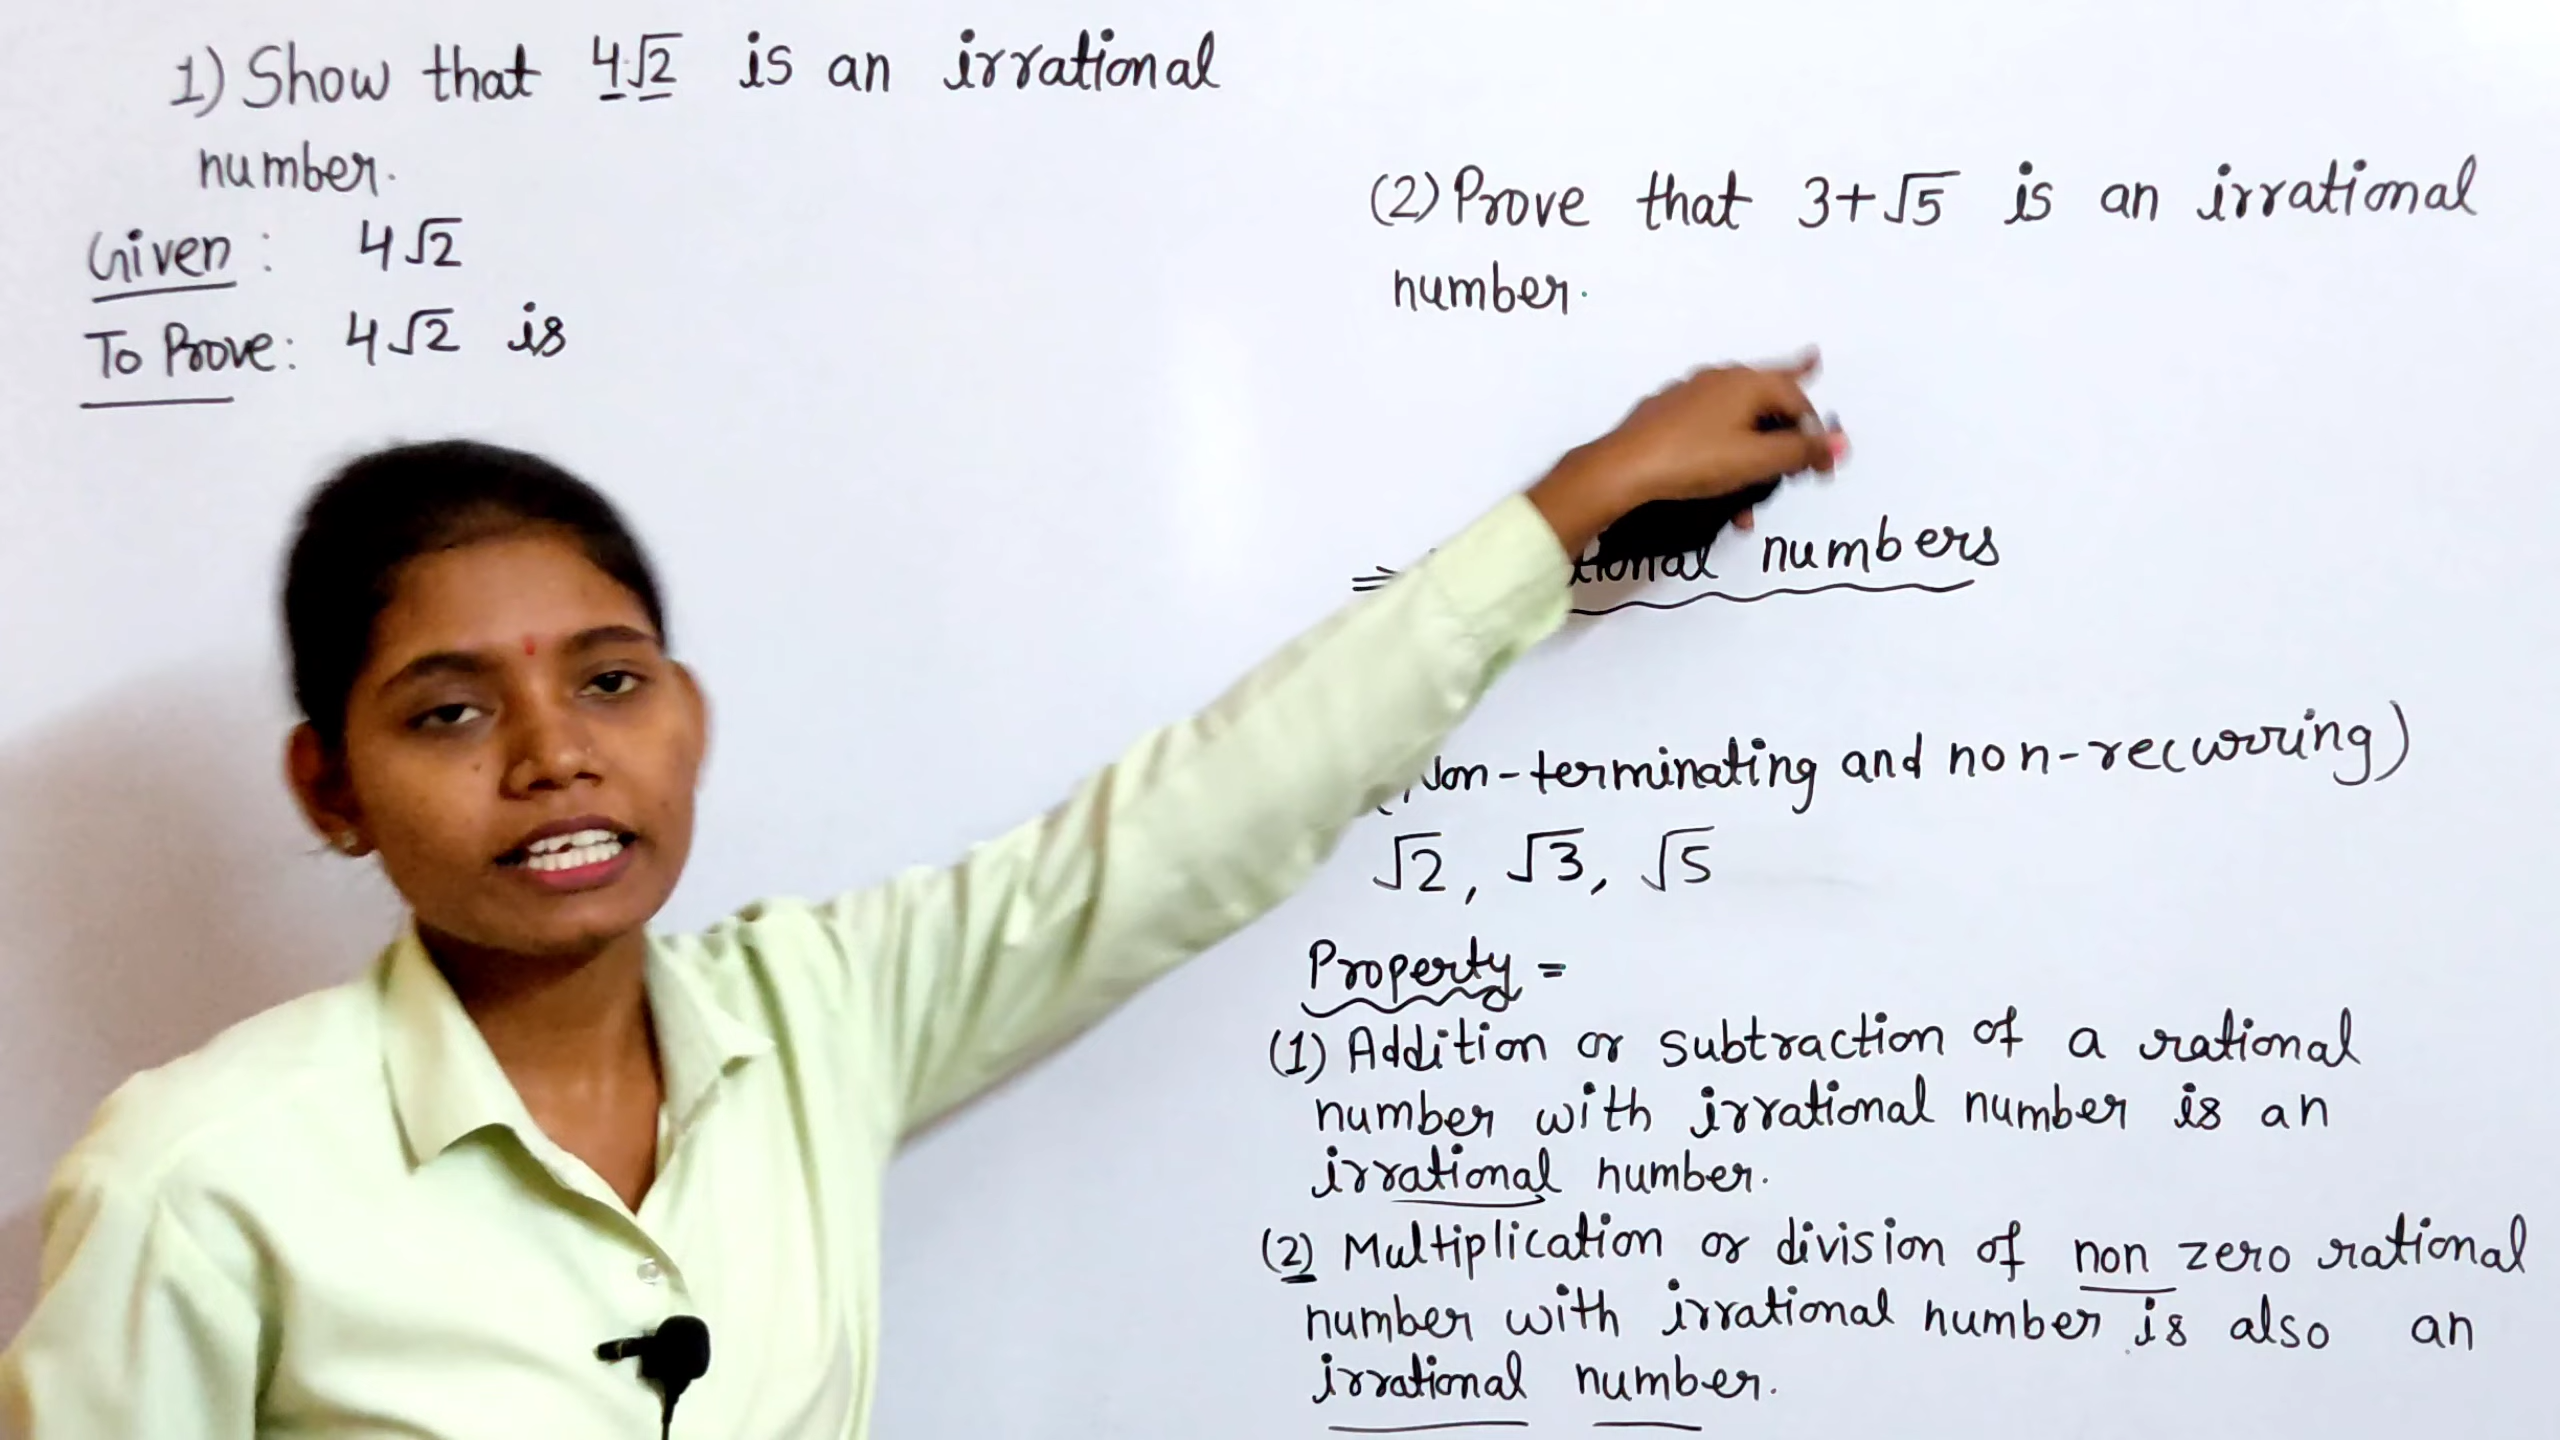 1) Show that 4√2 is an irrational
number.
Given : 4√2
To Prove: 4√2 is
(2) Prove that 3+√5 is an irrational
number.
⇒ numbers
Non-terminating and non-recurring)
√2, √3, √5
Property =
(1) Addition or subtraction of a rational
number with irrational number is an
irrational number.
(2) Multiplication or division of non zero rational
number with irrational number is also an
irrational number.